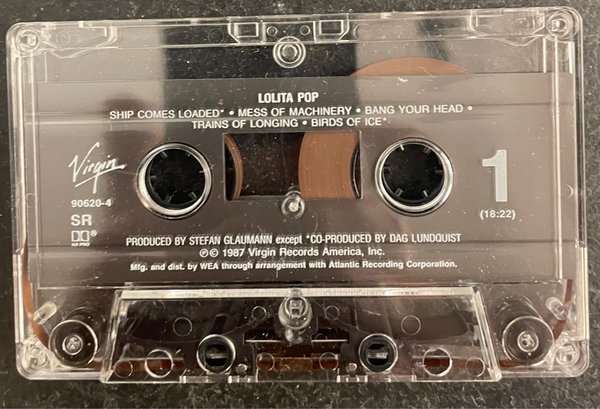 LOLITA POP
SHIP COMES LOADED* • MESS OF MACHINERY • BANG YOUR HEAD •
TRAINS OF LONGING • BIRDS OF ICE*
Virgin
90620-4
SR
HX PRO
1
(18:22)
PRODUCED BY STEFAN GLAUMANN except *CO-PRODUCED BY DAG LUNDQUIST
℗© 1987 Virgin Records America, Inc.
Mfg. and dist. by WEA through arrangement with Atlantic Recording Corporation.